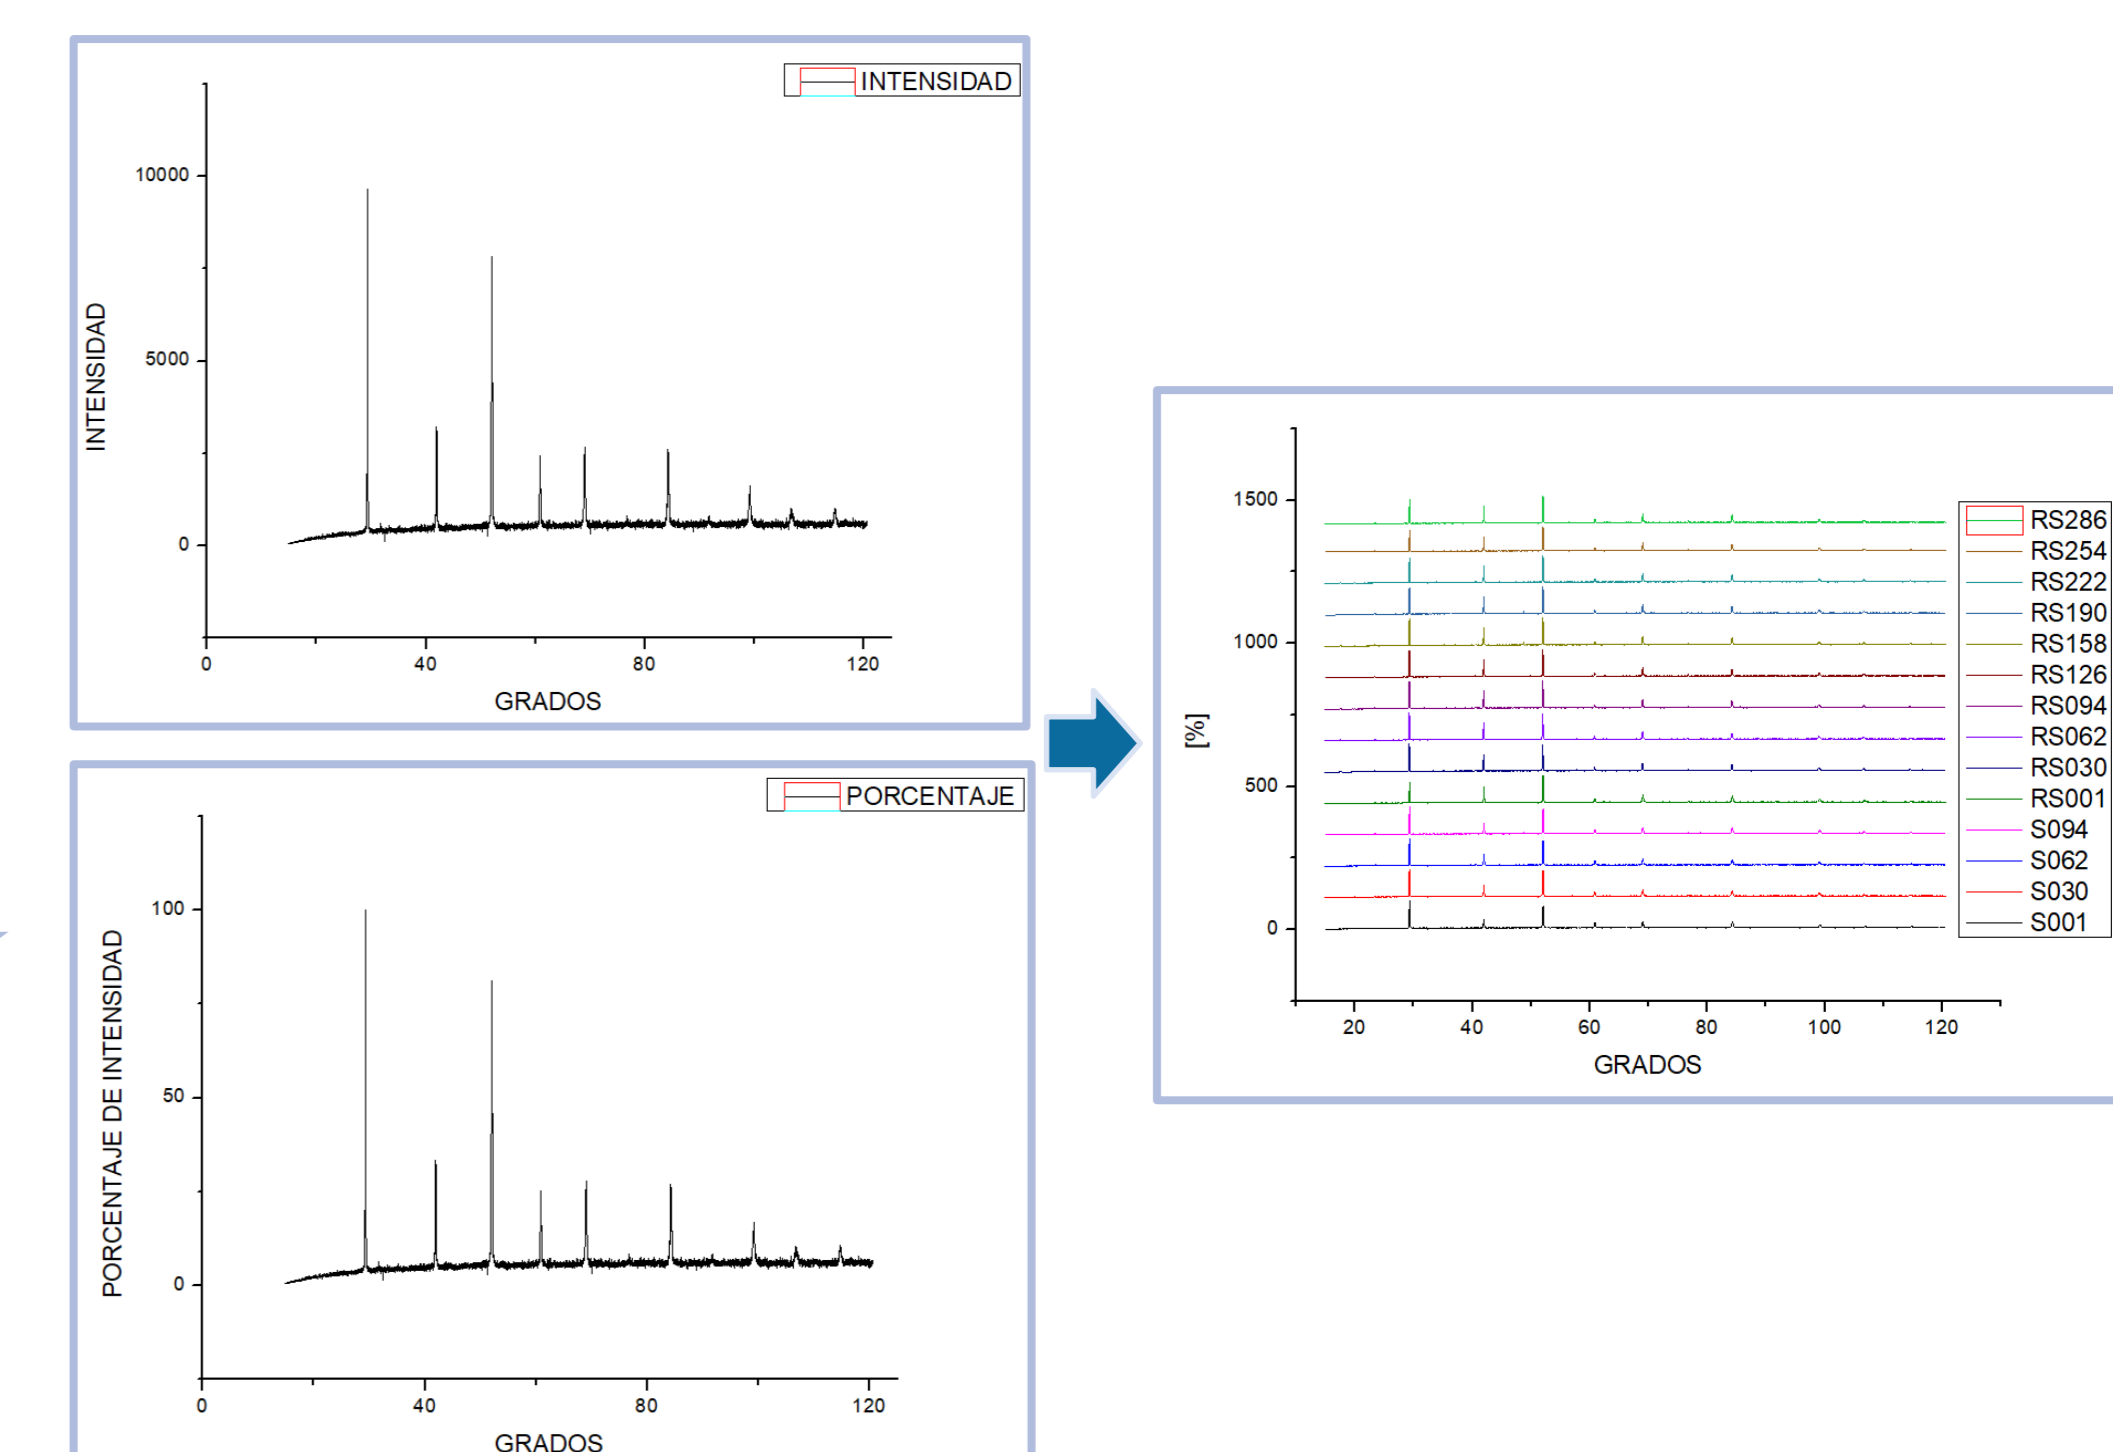 INTENSIDAD
10000
5000
0
INTENSIDAD
0 40 80 120
GRADOS
PORCENTAJE
100
50
0
PORCENTAJE DE INTENSIDAD
0 40 80 120
GRADOS
1500
1000
500
0
[%]
20 40 60 80 100 120
GRADOS
RS286
RS254
RS222
RS190
RS158
RS126
RS094
RS062
RS030
RS001
S094
S062
S030
S001